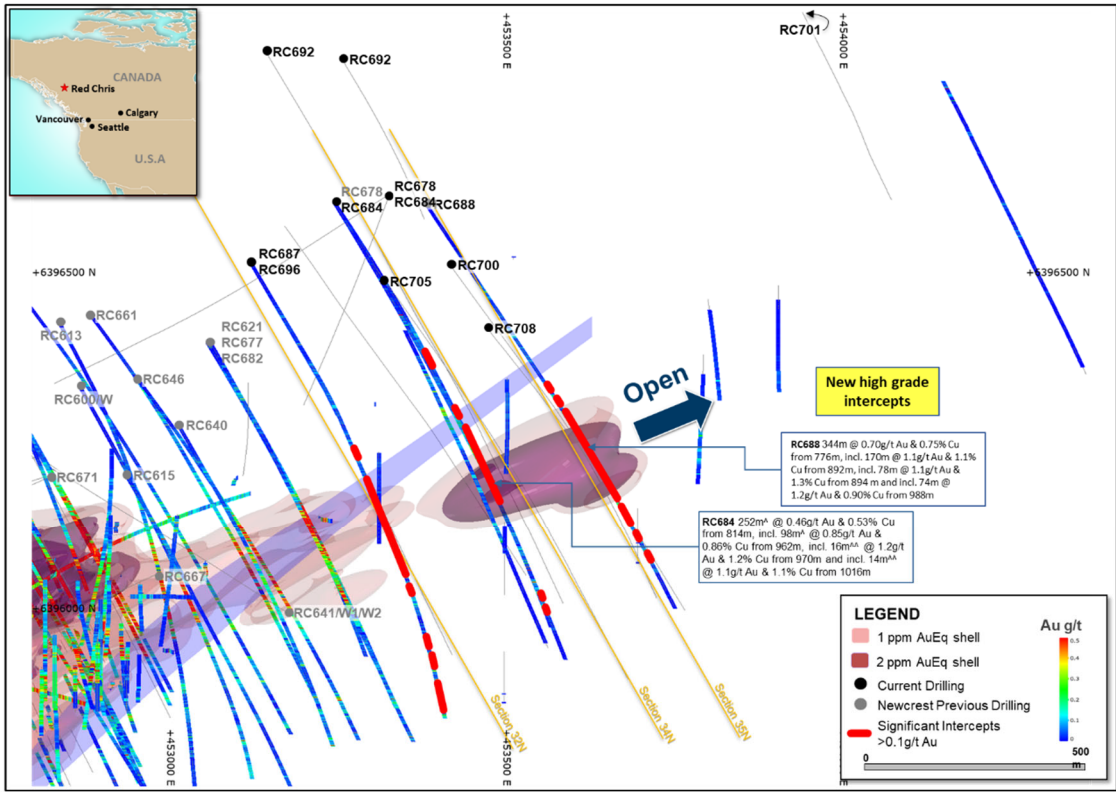 CANADA
Red Chris
Vancouver
Calgary
Seattle
U.S.A
RC692
RC692
+453500 E
+454000 E
RC701
RC678
RC684
RC678
RC684
RC688
RC687
RC696
RC700
RC705
RC708
+6396500 N
+6396500 N
RC661
RC613
RC621
RC677
RC682
RC646
RC600/W
RC640
RC671
RC615
RC667
RC641/W1/W2
+6396000 N
Open
New high grade
intercepts
RC688 344m @ 0.70g/t Au & 0.75% Cu
from 776m, incl. 170m @ 1.1g/t Au & 1.1%
Cu from 892m, incl. 78m @ 1.1g/t Au &
1.3% Cu from 894 m and Incl. 74m @
1.2g/t Au & 0.90% Cu from 988m
RC684 252m^ @ 0.46g/t Au & 0.53% Cu
from 814m, incl. 98m^ @ 0.85g/t Au &
0.86% Cu from 962m, incl. 16m^^ @ 1.2g/t
Au & 1.2% Cu from 970m and incl. 14m^^
@ 1.1g/t Au & 1.1% Cu from 1016m
+453000 E
+453500 E
Section 32N
Section 34N
Section 35N
LEGEND
1 ppm AuEq shell
2 ppm AuEq shell
Current Drilling
Newcrest Previous Drilling
Significant Intercepts
>0.1g/t Au
Au g/t
0.5
0.4
0.3
0.2
0.1
0
0
500
m